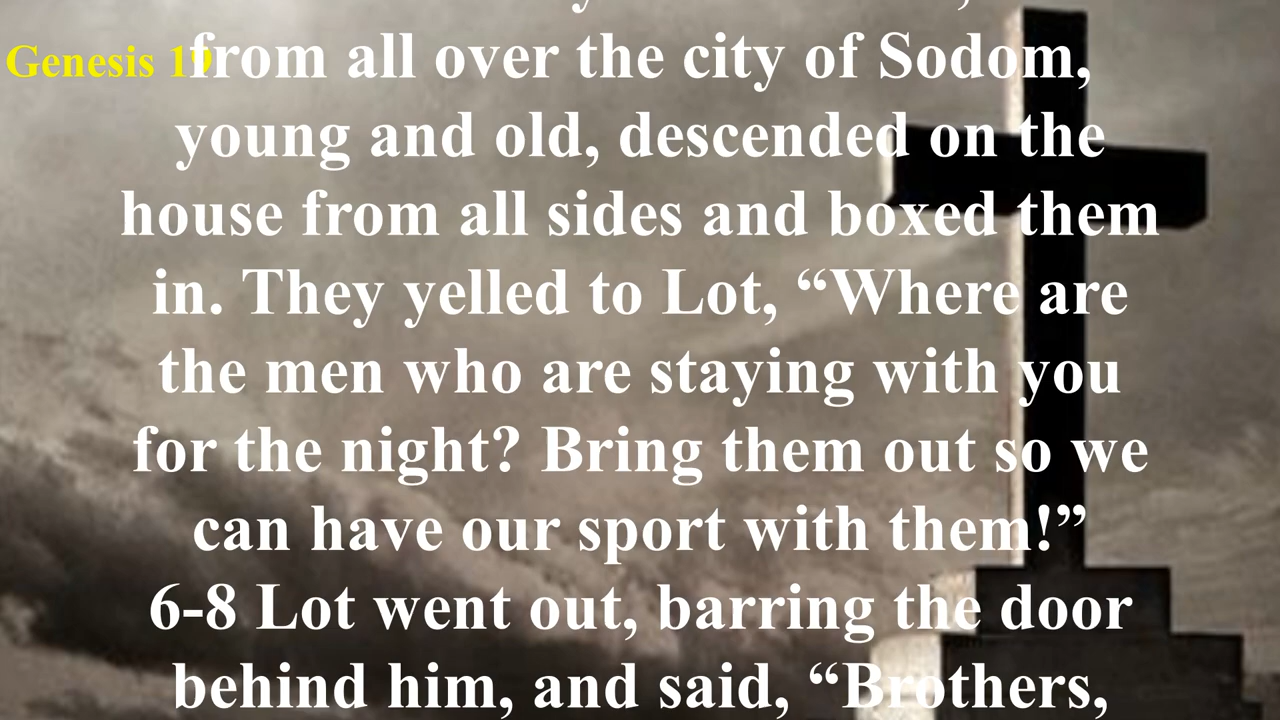 Genesis 19
from all over the city of Sodom,
young and old, descended on the
house from all sides and boxed them
in. They yelled to Lot, “Where are
the men who are staying with you
for the night? Bring them out so we
can have our sport with them!”
6-8 Lot went out, barring the door
behind him, and said, “Brothers,